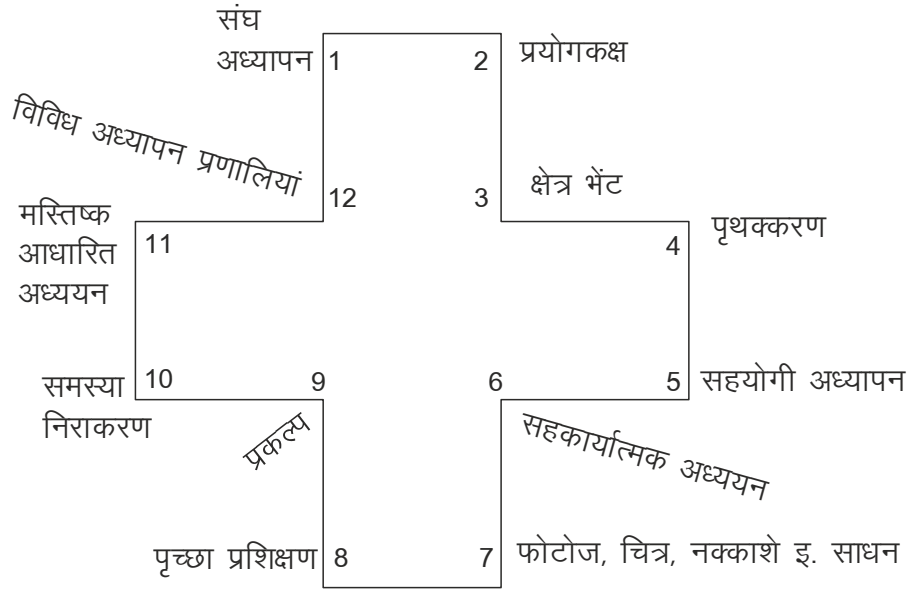 संघ
अध्यापन
1
2
प्रयोगकक्ष
विविध अध्यापन प्रणालियां
12
3
क्षेत्र भेंट
मस्तिष्क
आधारित
अध्ययन
11
4
पृथक्करण
समस्या
निराकरण
10
9
6
5
सहयोगी अध्यापन
प्रकल्प
सहकार्यात्मक अध्ययन
पृच्छा प्रशिक्षण
8
7
फोटोज, चित्र, नक्काशे इ. साधन